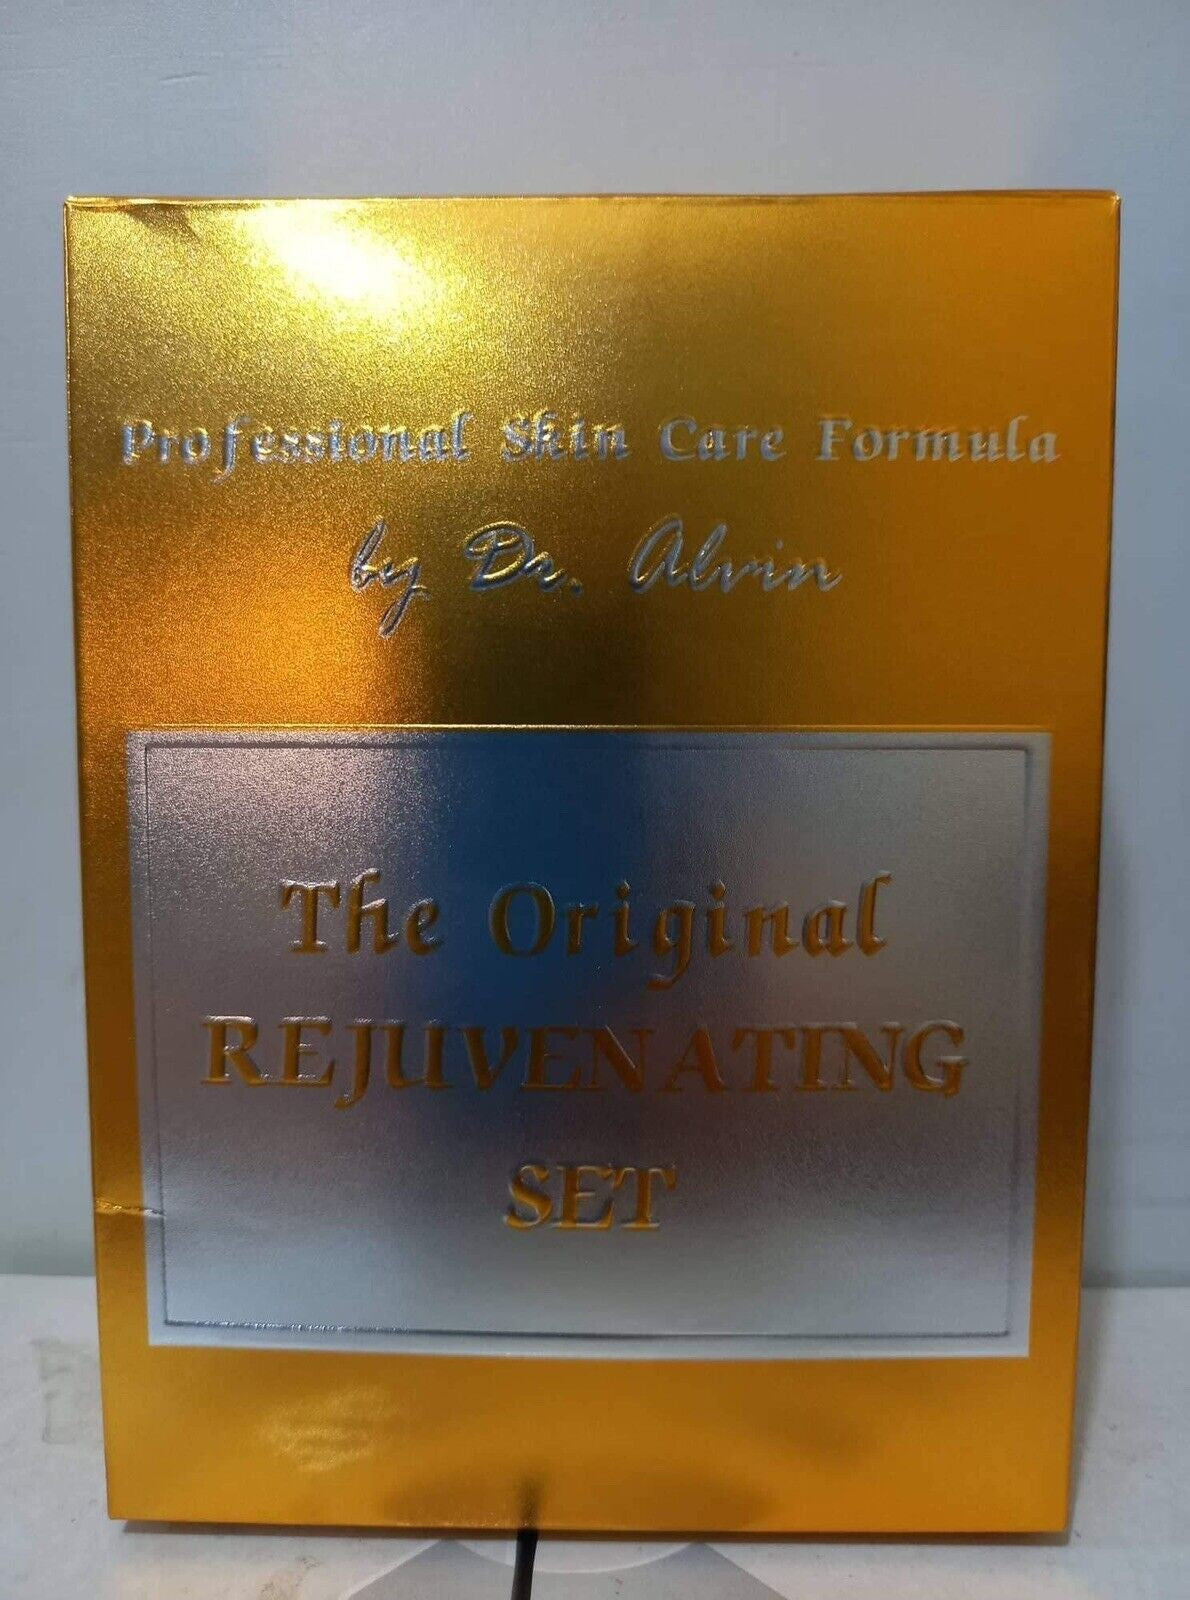 Professional Skin Care Formula
by Dr. Alvin
The Original
REJUVENATING
SET